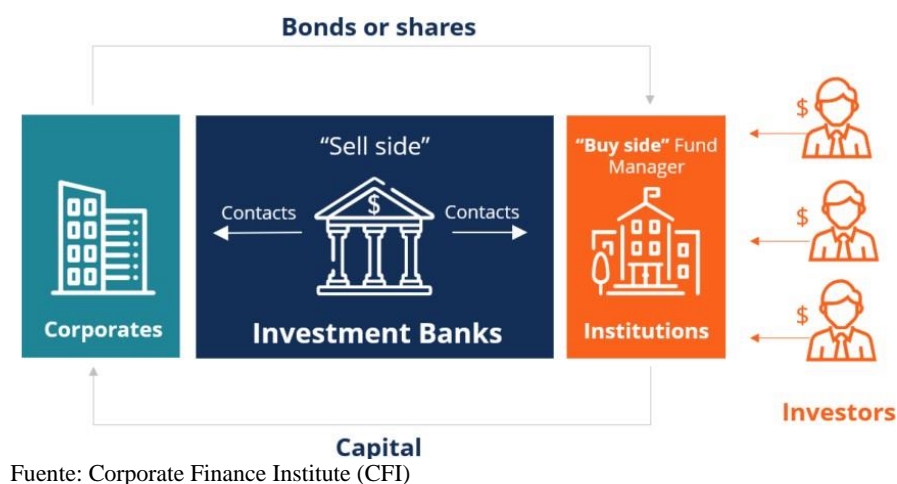 Bonds or shares
“Sell side”
Contacts
$
Contacts
Corporates
Investment Banks
“Buy side” Fund
Manager
Institutions
$
$
$
Investors
Capital
Fuente: Corporate Finance Institute (CFI)